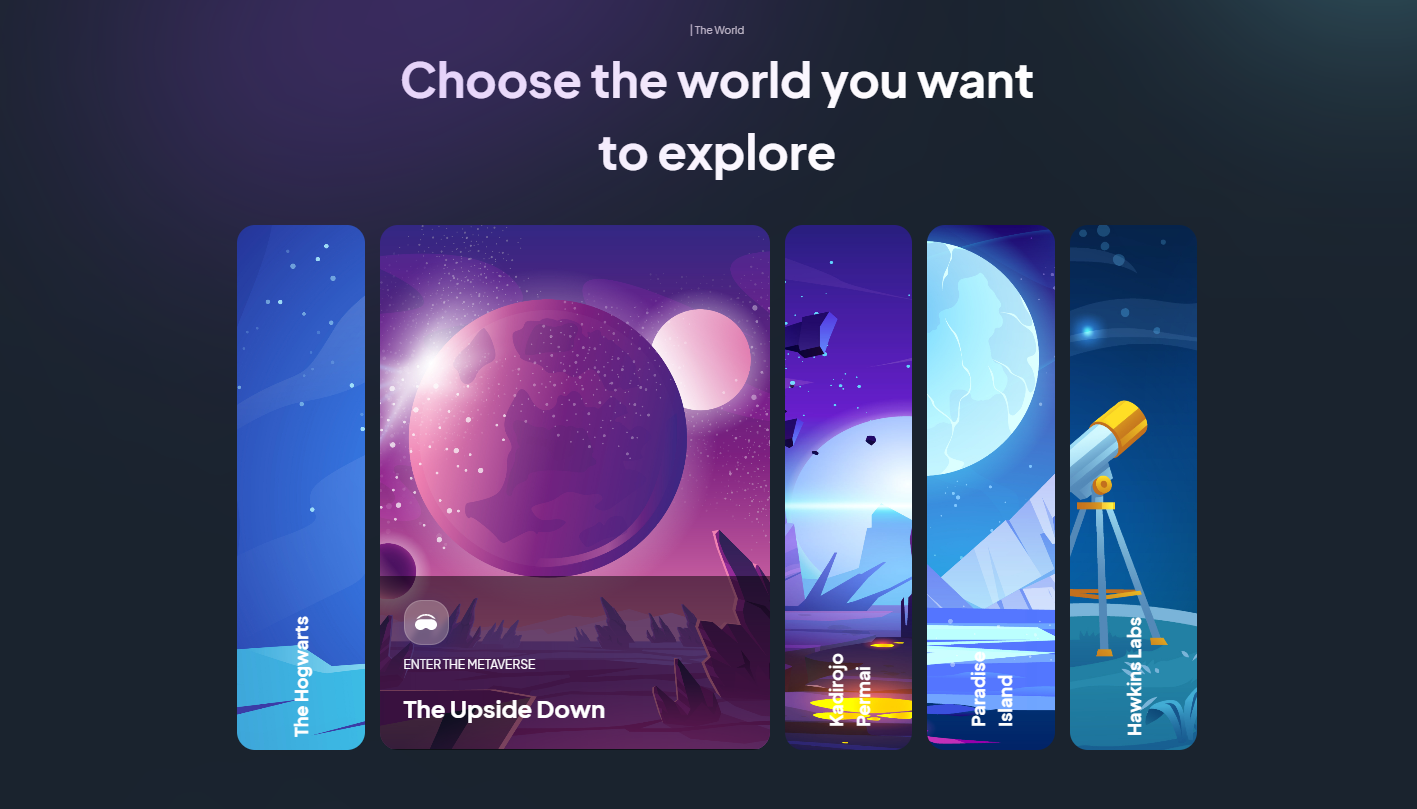 | The World
Choose the world you want
to explore
The Hogwarts
ENTER THE METAVERSE
The Upside Down
Kadirojo
Permai
Paradise
Island
Hawkins Labs